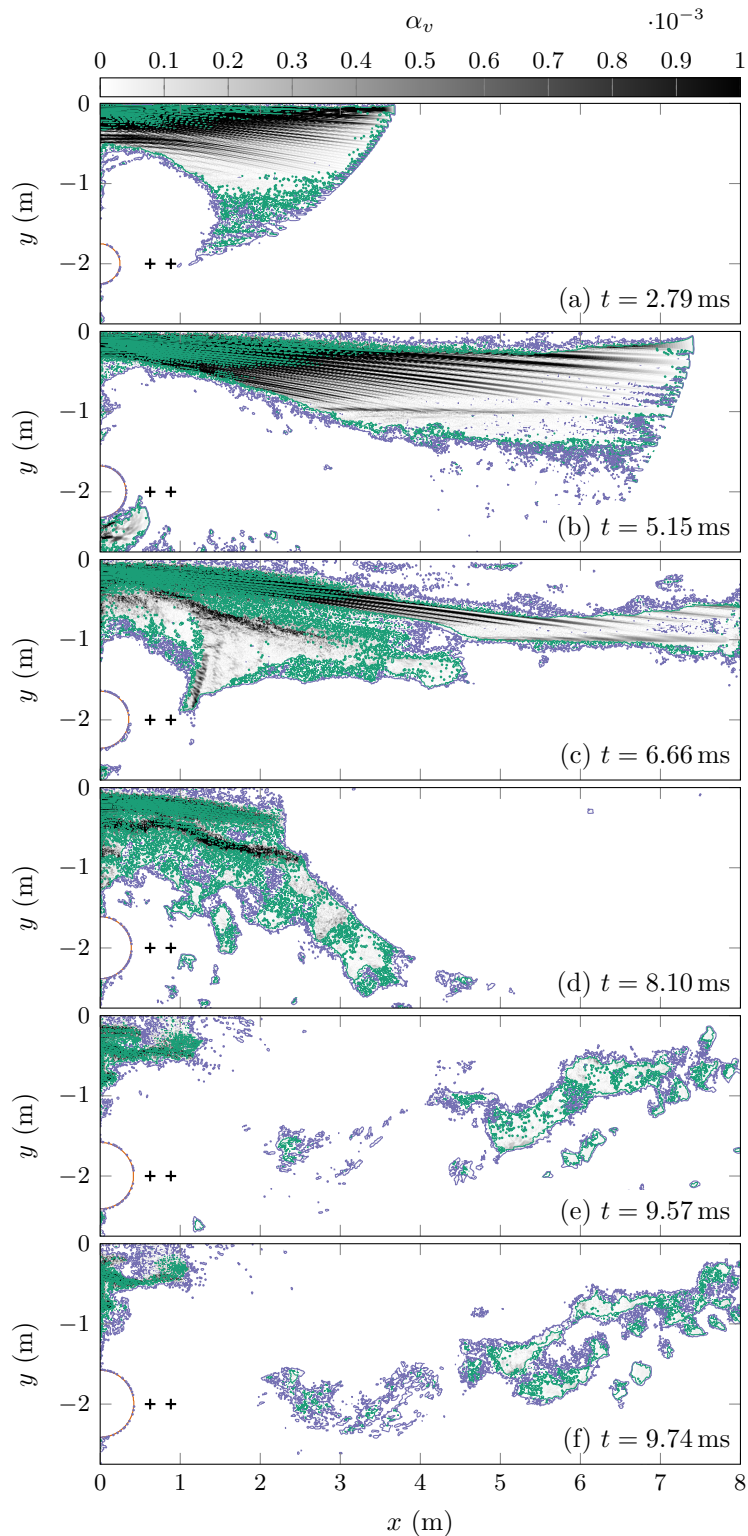 α_v ·10⁻³
0 0.1 0.2 0.3 0.4 0.5 0.6 0.7 0.8 0.9 1
0
−1
−2
y (m)
(a) t = 2.79 ms
0
−1
−2
y (m)
(b) t = 5.15 ms
0
−1
−2
y (m)
(c) t = 6.66 ms
0
−1
−2
y (m)
(d) t = 8.10 ms
0
−1
−2
y (m)
(e) t = 9.57 ms
0
−1
−2
y (m)
(f) t = 9.74 ms
0 1 2 3 4 5 6 7 8
x (m)